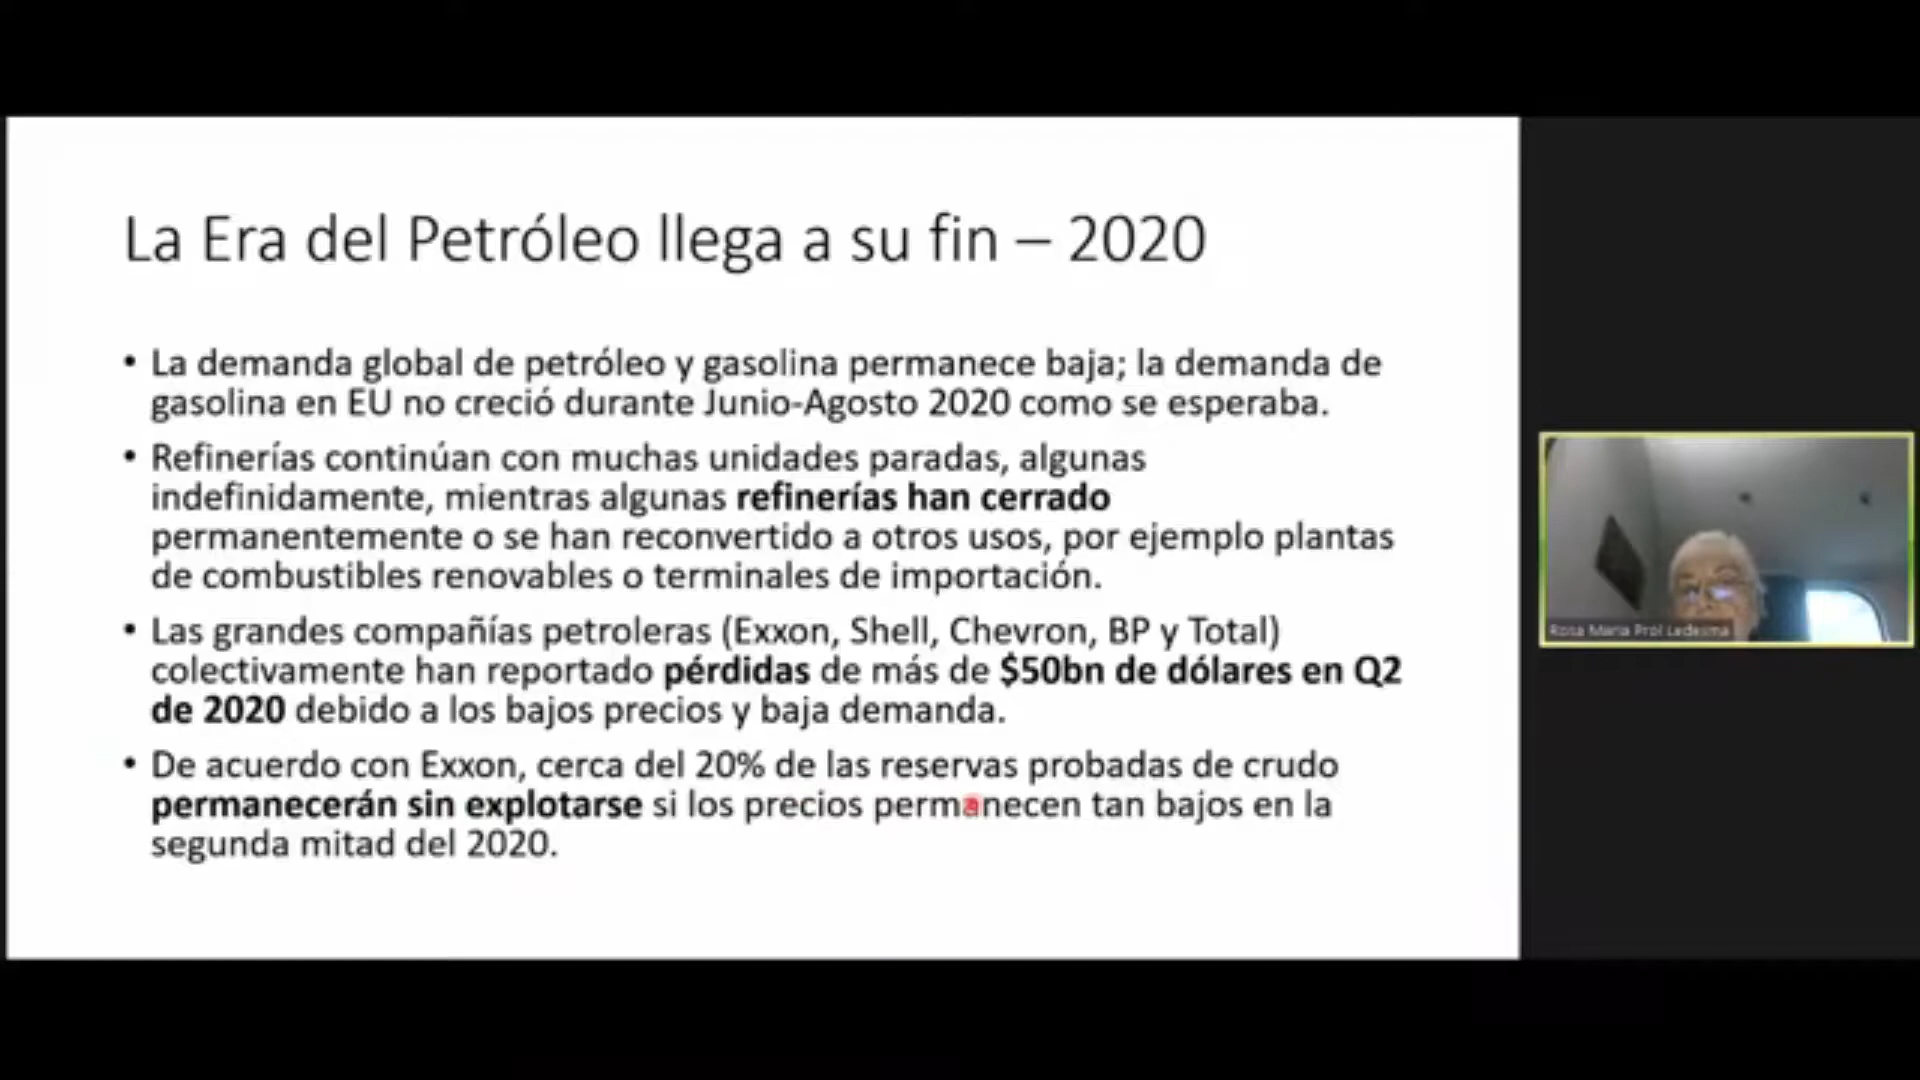 La Era del Petróleo llega a su fin – 2020
• La demanda global de petróleo y gasolina permanece baja; la demanda de
gasolina en EU no creció durante Junio-Agosto 2020 como se esperaba.
• Refinerías continúan con muchas unidades paradas, algunas
indefinidamente, mientras algunas refinerías han cerrado
permanentemente o se han reconvertido a otros usos, por ejemplo plantas
de combustibles renovables o terminales de importación.
• Las grandes compañías petroleras (Exxon, Shell, Chevron, BP y Total)
colectivamente han reportado pérdidas de más de $50bn de dólares en Q2
de 2020 debido a los bajos precios y baja demanda.
• De acuerdo con Exxon, cerca del 20% de las reservas probadas de crudo
permanecerán sin explotarse si los precios permanecen tan bajos en la
segunda mitad del 2020.
Rosa Maria Prol Ledesma